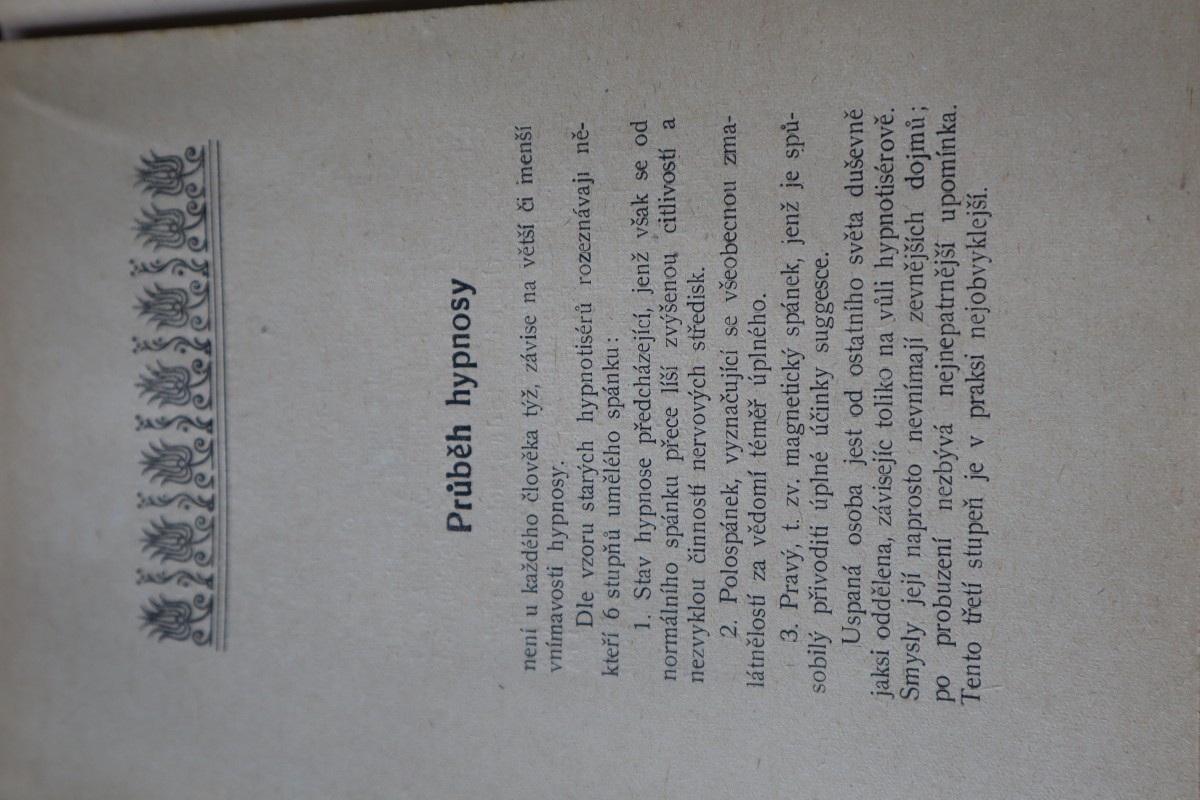 Průběh hypnosy
není u každého člověka týž, závise na větší či menší
vnímavosti hypnosy.
Dle vzoru starých hypnotisérů rozeznávají ně-
kteří 6 stupňů umělého spánku:
1. Stav hypnose předcházející, jenž však se od
normálního spánku přece líší zvýšenou citlivostí a
nezvyklou činností nervových středisk.
2. Polospánek, vyznačující se všeobecnou zma-
látnělostí za vědomí téměř úplného.
3. Pravý, t. zv. magnetický spánek, jenž je spů-
sobilý přivoditi úplné účinky suggesce.
Uspaná osoba jest od ostatního světa duševně
jaksi oddělena, závisejíc toliko na vůli hypnotisérově.
Smysly její naprosto nevnímají zevnějších dojmů;
po probuzení nezbývá nejnepatrnější upomínka.
Tento třetí stupeň je v praksi nejobvyklejší.